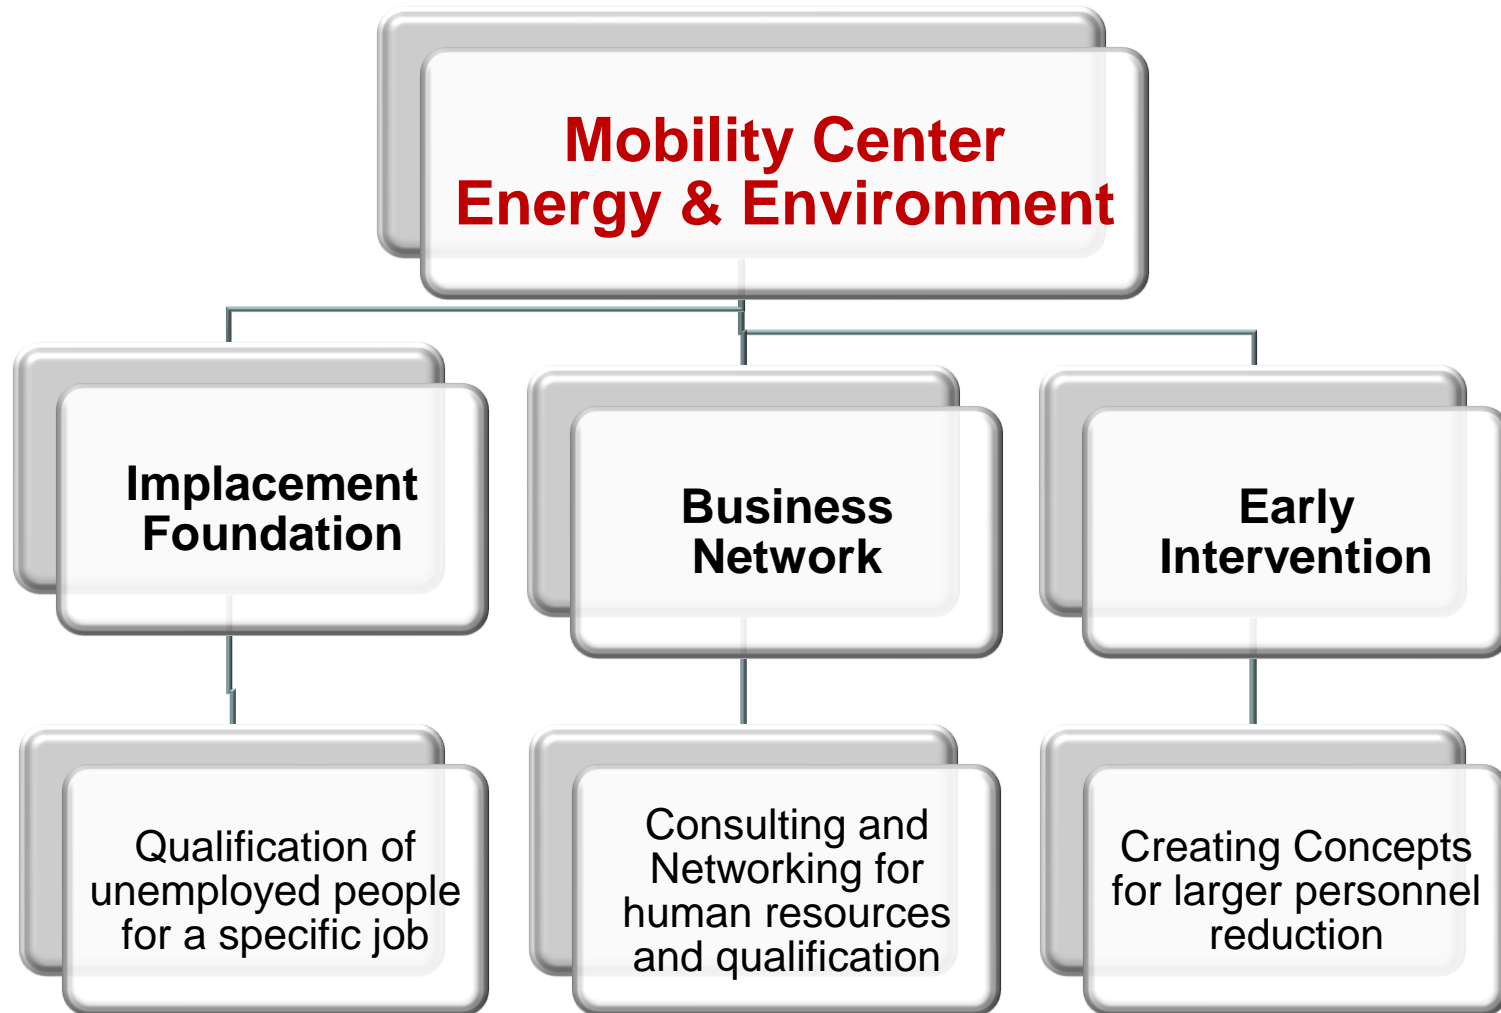 Mobility Center
Energy & Environment
Implacement
Foundation
Business
Network
Early
Intervention
Qualification of
unemployed people
for a specific job
Consulting and
Networking for
human resources
and qualification
Creating Concepts
for larger personnel
reduction